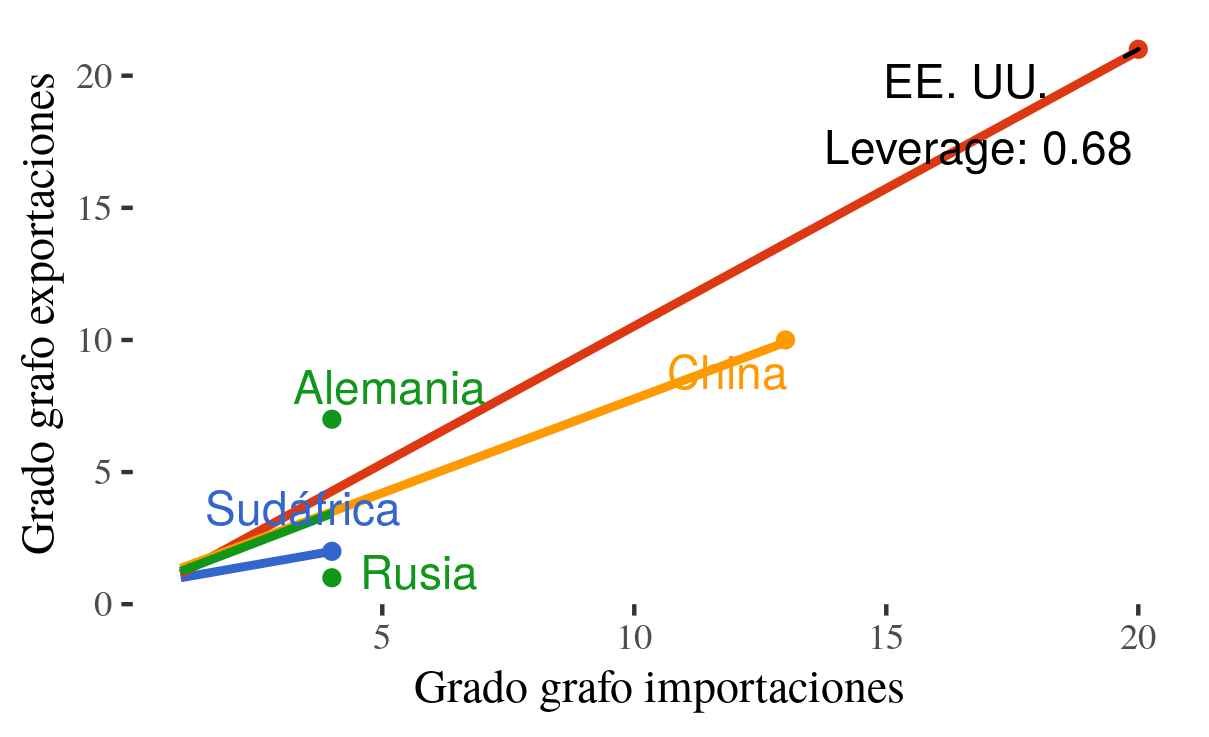 Grado grafo exportaciones
20
15
10
5
0
EE. UU.
Leverage: 0.68
China
Alemania
Sudáfrica
Rusia
5
10
15
20
Grado grafo importaciones